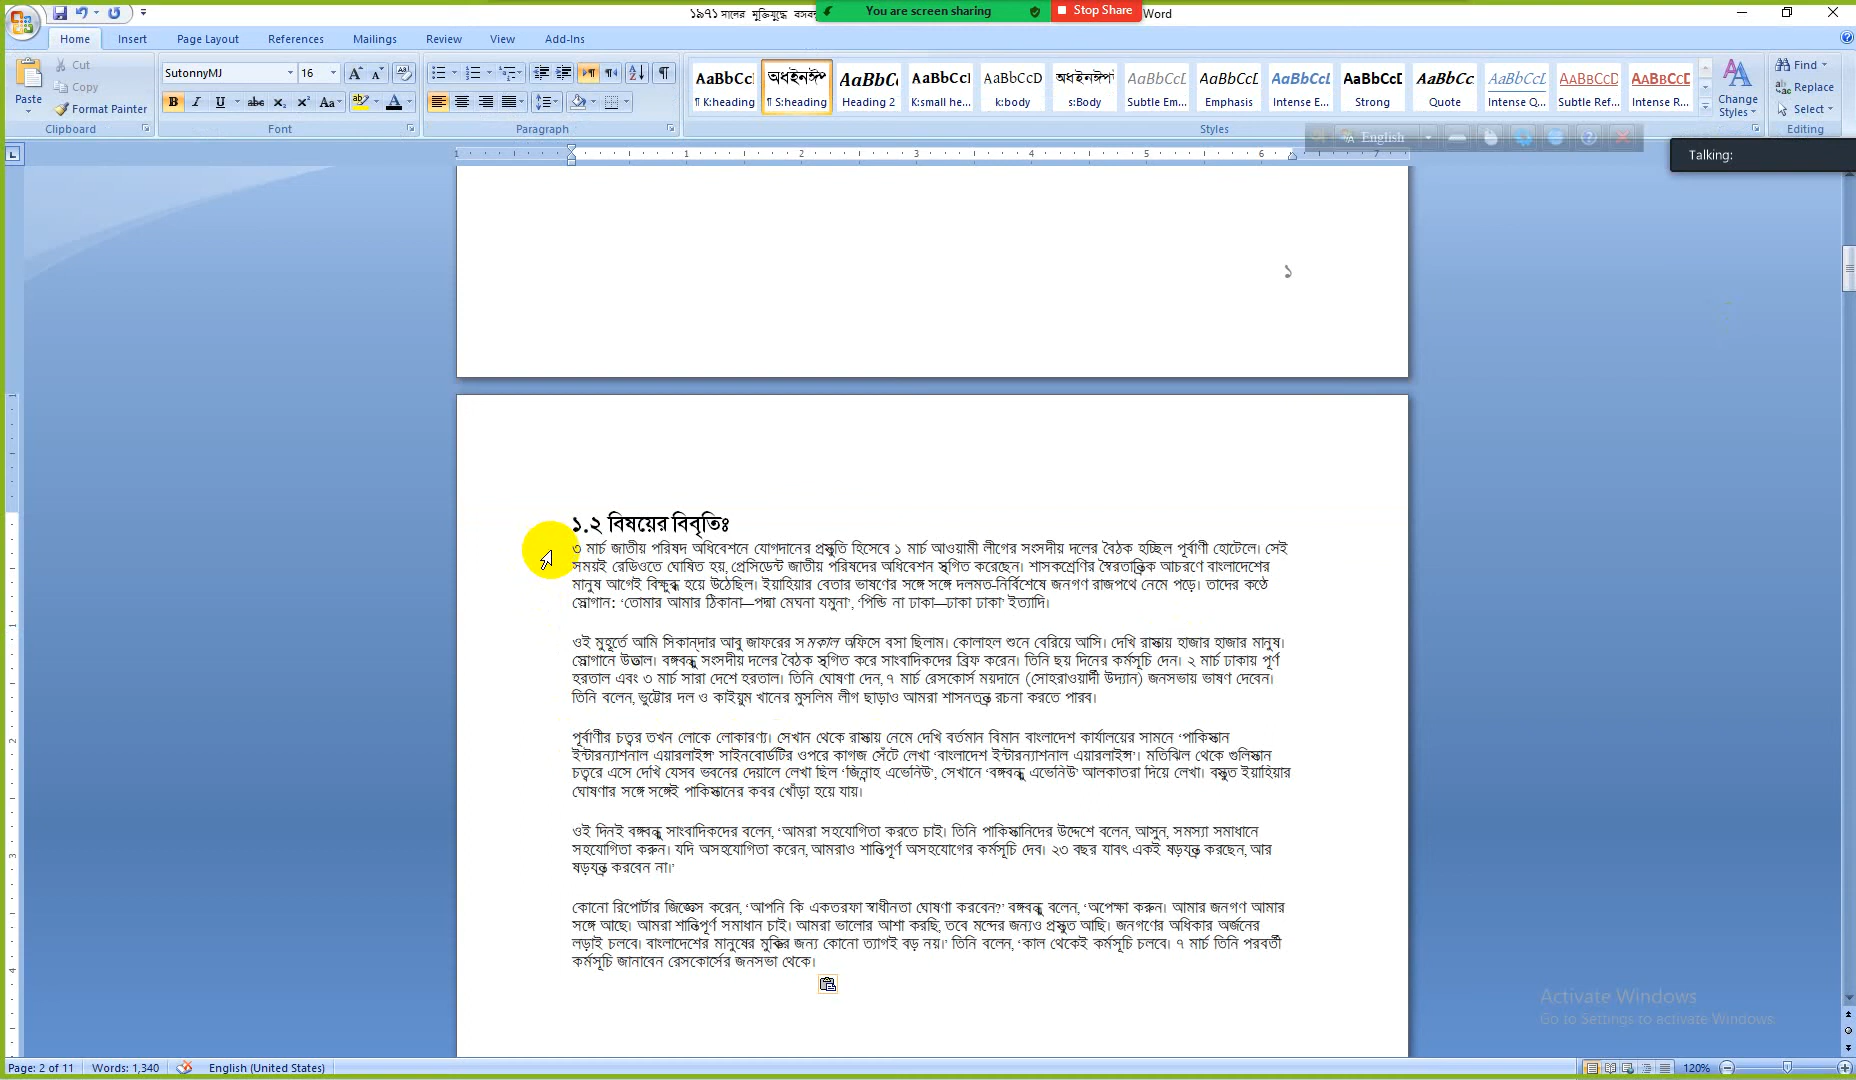 ১৯৭১ সালের মুক্তিযুদ্ধে
You are screen sharing
Stop Share
Word
Home Insert Page Layout References Mailings Review View Add-Ins
Paste
Cut
Copy
Format Painter
Clipboard
SutonnyMJ 16
Font
Paragraph
AaBbCc অধইনঈপ AaBbC AaBbCcI AaBbCcD অধইনঈপ AaBbCcD AaBbCcD AaBbCcL AaBbCcD AaBbCc AaBbCcL AABBCCD AABBCCD
¶ K:heading ¶ S:heading Heading 2 K:small he... k:body s:Body Subtle Em... Emphasis Intense E... Strong Quote Intense Q... Subtle Ref... Intense R...
Change Styles
Styles
Find
Replace
Select
Editing
English
Talking:
১
১.২ বিষয়ের বিবৃতিঃ
৩ মার্চ জাতীয় পরিষদ অধিবেশনে যোগদানের প্রস্তুতি হিসেবে ১ মার্চ আওয়ামী লীগের সংসদীয় দলের বৈঠক হচ্ছিল পূর্বাণী হোটেলে। সেই
সময়ই রেডিওতে ঘোষিত হয়, প্রেসিডেন্ট জাতীয় পরিষদের অধিবেশন স্থগিত করেছেন। শাসকশ্রেণির স্বৈরতান্ত্রিক আচরণে বাংলাদেশের
মানুষ আগেই বিক্ষুব্ধ হয়ে উঠেছিল। ইয়াহিয়ার বেতার ভাষণের সঙ্গে সঙ্গে দলমত-নির্বিশেষে জনগণ রাজপথে নেমে পড়ে। তাদের কণ্ঠে
স্লোগান: ‘তোমার আমার ঠিকানা—পদ্মা মেঘনা যমুনা’, ‘পিন্ডি না ঢাকা—ঢাকা ঢাকা’ ইত্যাদি।
ওই মুহূর্তে আমি সিকান্‌দার আবু জাফরের সমকাল অফিসে বসা ছিলাম। কোলাহল শুনে বেরিয়ে আসি। দেখি রাস্তায় হাজার হাজার মানুষ।
স্লোগানে উত্তাল। বঙ্গবন্ধু সংসদীয় দলের বৈঠক স্থগিত করে সাংবাদিকদের ব্রিফ করেন। তিনি ছয় দিনের কর্মসূচি দেন। ২ মার্চ ঢাকায় পূর্ণ
হরতাল এবং ৩ মার্চ সারা দেশে হরতাল। তিনি ঘোষণা দেন, ৭ মার্চ রেসকোর্স ময়দানে (সোহরাওয়ার্দী উদ্যান) জনসভায় ভাষণ দেবেন।
তিনি বলেন, ভুট্টোর দল ও কাইয়ুম খানের মুসলিম লীগ ছাড়াও আমরা শাসনতন্ত্র রচনা করতে পারব।
পূর্বাণীর চত্বর তখন লোকে লোকারণ্য। সেখান থেকে রাস্তায় নেমে দেখি বর্তমান বিমান বাংলাদেশ কার্যালয়ের সামনে ‘পাকিস্তান
ইন্টারন্যাশনাল এয়ারলাইন্স’ সাইনবোর্ডটির ওপরে কাগজ সেঁটে লেখা ‘বাংলাদেশ ইন্টারন্যাশনাল এয়ারলাইন্স’। মতিঝিল থেকে গুলিস্তান
চত্বরে এসে দেখি যেসব ভবনের দেয়ালে লেখা ছিল ‘জিন্নাহ এভেনিউ’, সেখানে ‘বঙ্গবন্ধু এভেনিউ’ আলকাতরা দিয়ে লেখা। বস্তুত ইয়াহিয়ার
ঘোষণার সঙ্গে সঙ্গেই পাকিস্তানের কবর খোঁড়া হয়ে যায়।
ওই দিনই বঙ্গবন্ধু সাংবাদিকদের বলেন, ‘আমরা সহযোগিতা করতে চাই। তিনি পাকিস্তানিদের উদ্দেশে বলেন, আসুন, সমস্যা সমাধানে
সহযোগিতা করুন। যদি অসহযোগিতা করেন, আমরাও শান্তিপূর্ণ অসহযোগের কর্মসূচি দেব। ২৩ বছর যাবৎ একই ষড়যন্ত্র করছেন, আর
ষড়যন্ত্র করবেন না।’
কোনো রিপোর্টার জিজ্ঞেস করেন, ‘আপনি কি একতরফা স্বাধীনতা ঘোষণা করবেন?’ বঙ্গবন্ধু বলেন, ‘অপেক্ষা করুন। আমার জনগণ আমার
সঙ্গে আছে। আমরা শান্তিপূর্ণ সমাধান চাই। আমরা ভালোর আশা করছি, তবে মন্দের জন্যও প্রস্তুত আছি। জনগণের অধিকার অর্জনের
লড়াই চলবে। বাংলাদেশের মানুষের মুক্তির জন্য কোনো ত্যাগই বড় নয়।’ তিনি বলেন, ‘কাল থেকেই কর্মসূচি চলবে। ৭ মার্চ তিনি পরবর্তী
কর্মসূচি জানাবেন রেসকোর্সের জনসভা থেকে।
Activate Windows
Go to Settings to activate Windows.
Page: 2 of 11 Words: 1,340 English (United States) 120%